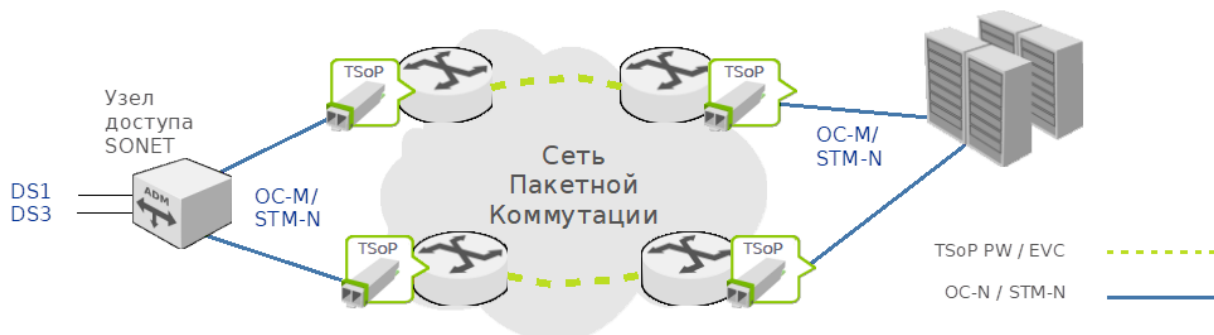 TSoP
TSoP
Узел
доступа
SONET
OC-M/
STM-N
DS1
DS3
ADM
OC-M/
STM-N
Сеть
Пакетной
Коммутации
TSoP
TSoP
TSoP PW / EVC
OC-N / STM-N